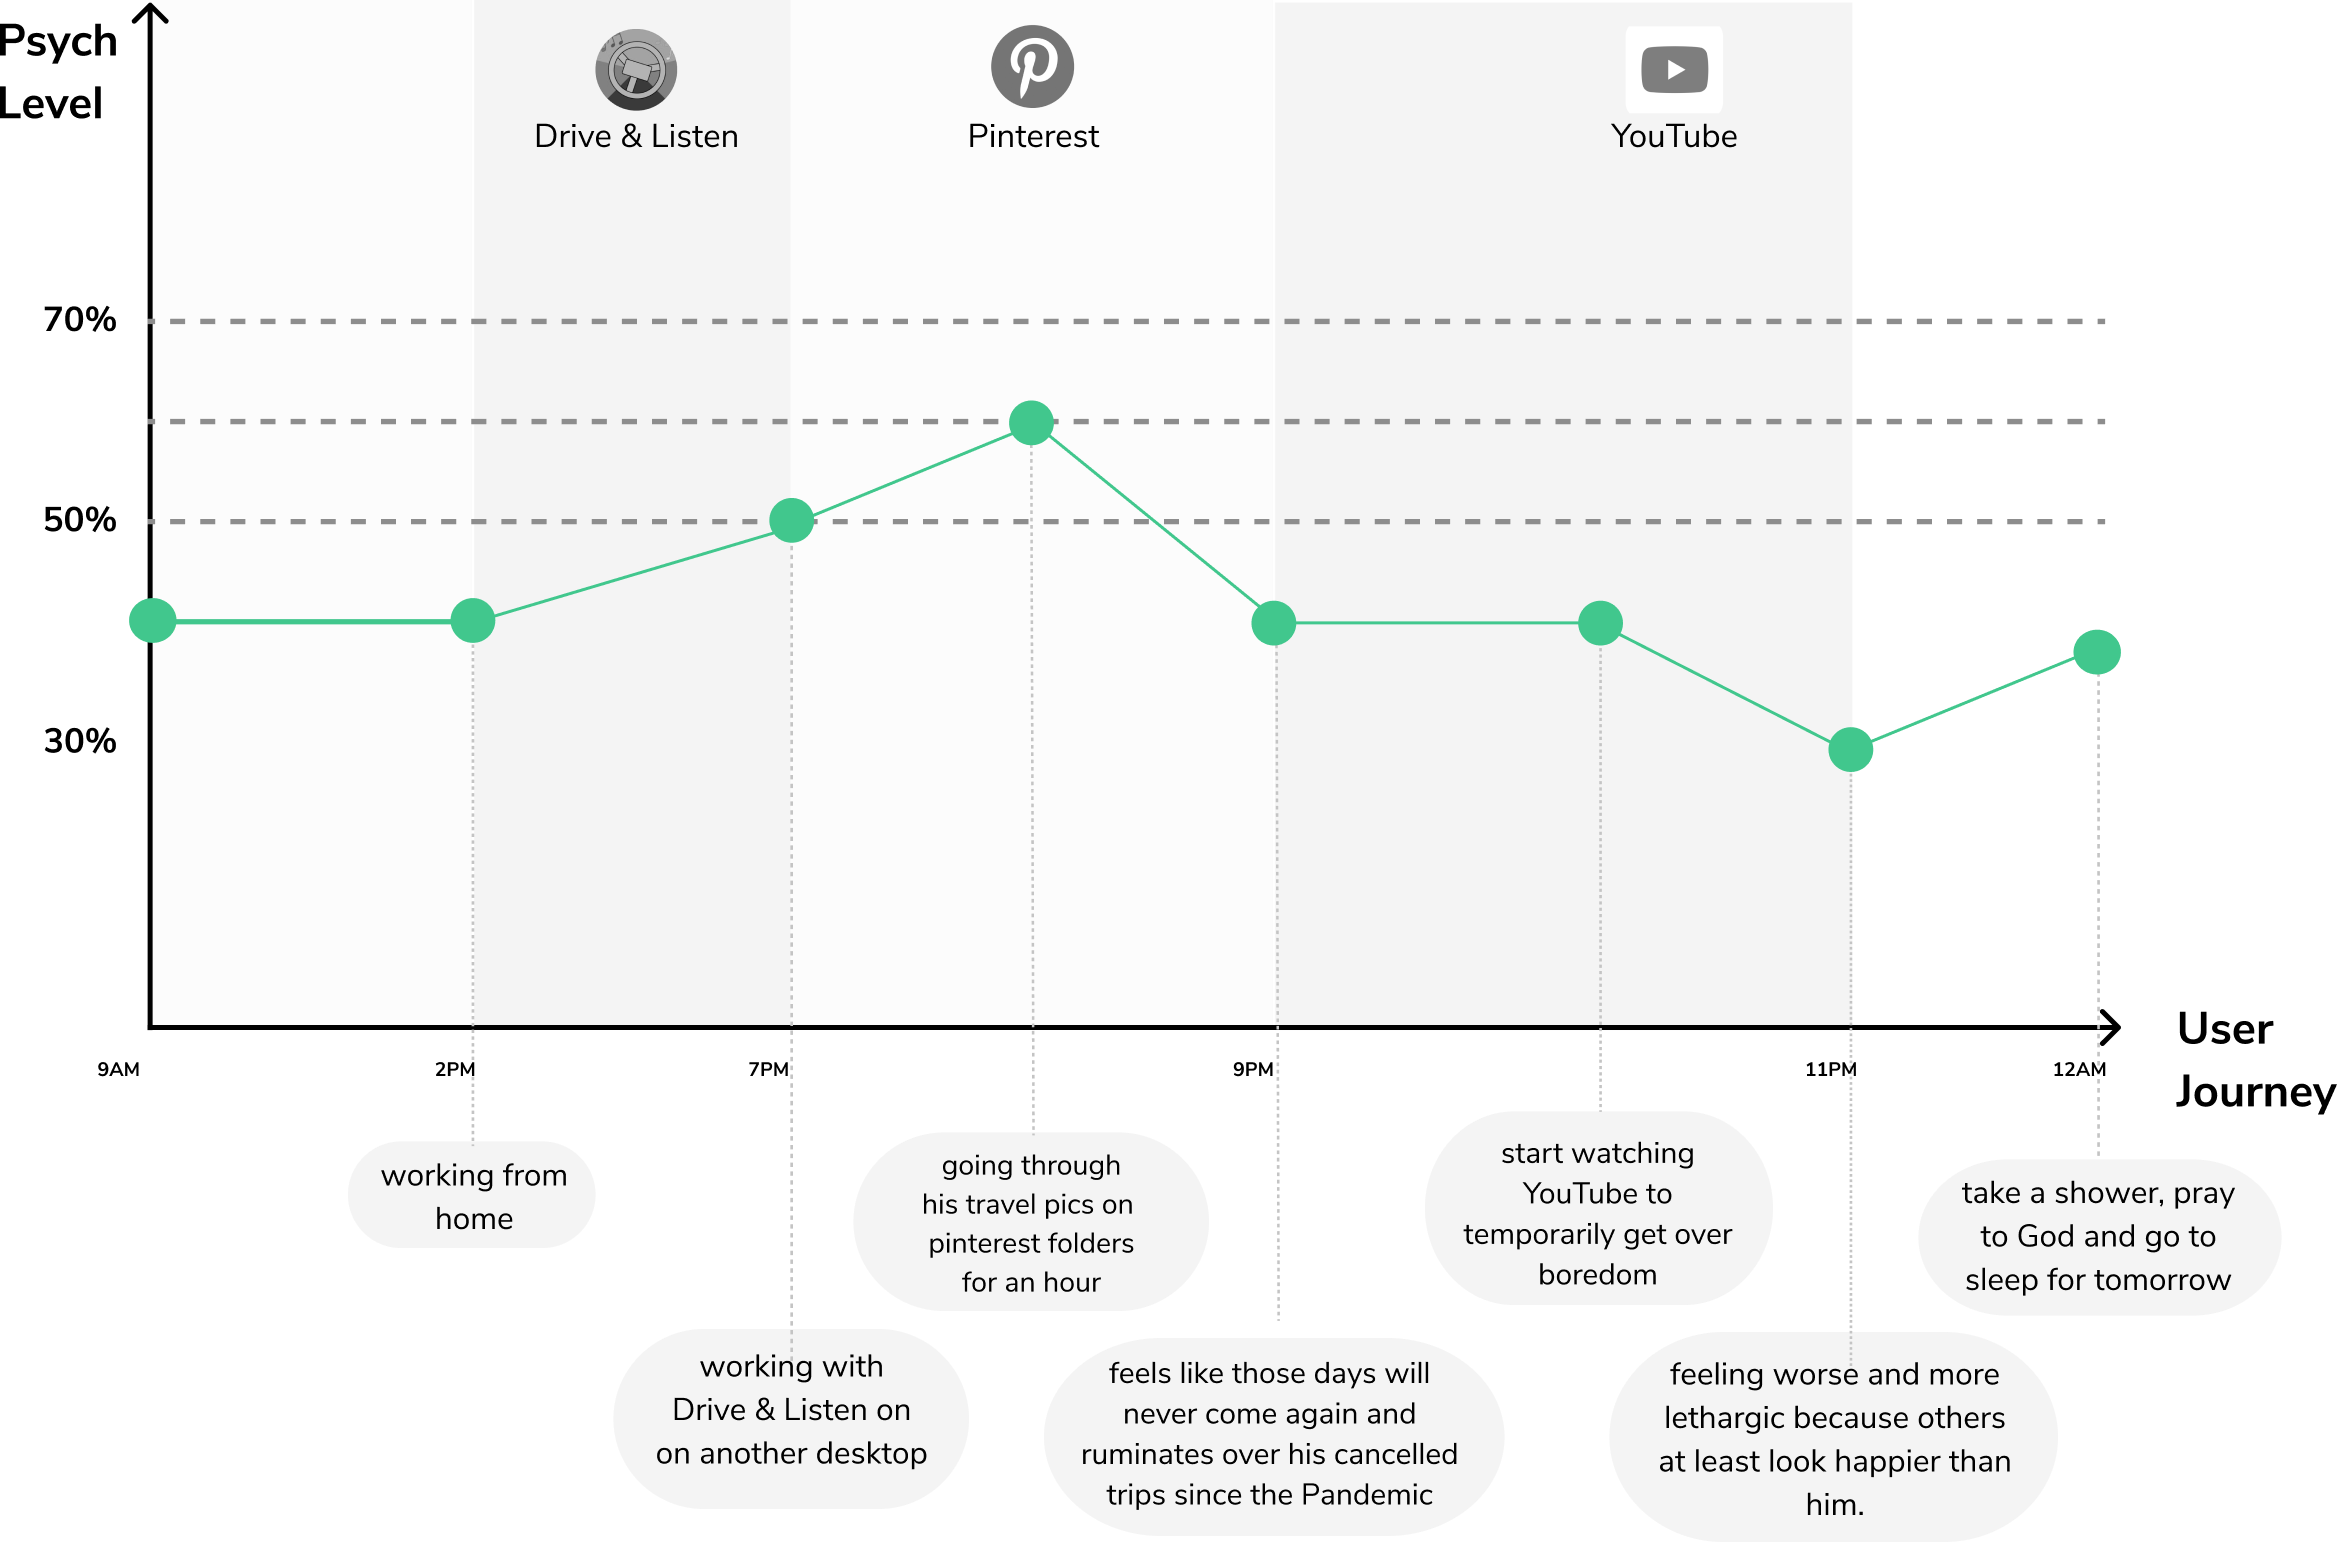 Psych
Level
Drive & Listen
Pinterest
YouTube
70%
50%
30%
User
Journey
9AM
2PM
7PM
9PM
11PM
12AM
working from
home
working with
Drive & Listen on
on another desktop
going through
his travel pics on
pinterest folders
for an hour
feels like those days will
never come again and
ruminates over his cancelled
trips since the Pandemic
start watching
YouTube to
temporarily get over
boredom
feeling worse and more
lethargic because others
at least look happier than
him.
take a shower, pray
to God and go to
sleep for tomorrow